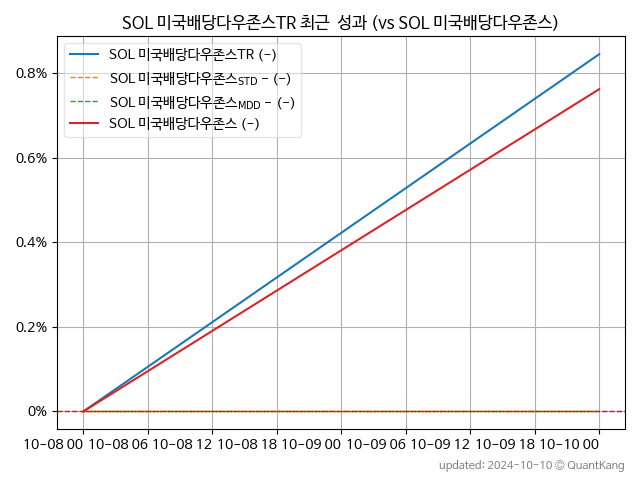 SOL 미국배당다우존스TR 최근 성과 (vs SOL 미국배당다우존스)
SOL 미국배당다우존스TR (-)
SOL 미국배당다우존스STD - (-)
SOL 미국배당다우존스MDD - (-)
SOL 미국배당다우존스 (-)
0.8%
0.6%
0.4%
0.2%
0%
10-08 00 10-08 06 10-08 12 10-08 18 10-09 00 10-09 06 10-09 12 10-09 18 10-10 00
updated: 2024-10-10 © QuantKang